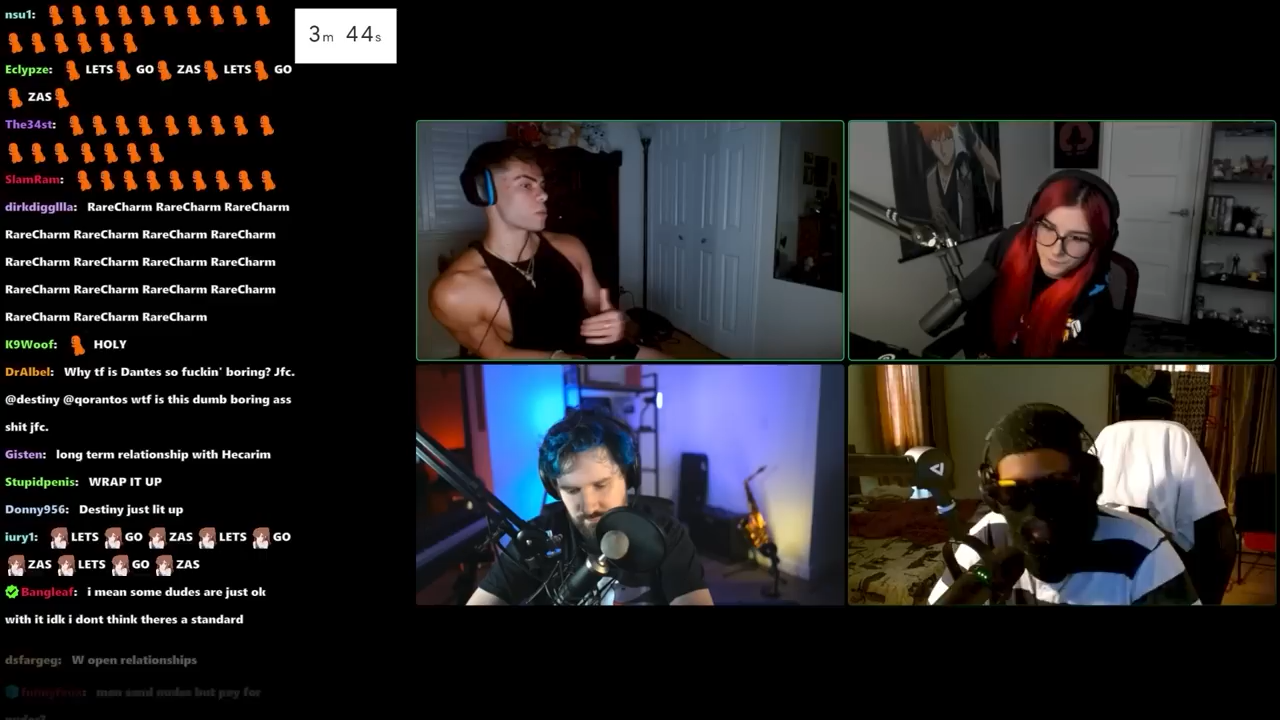 nsu1:
3m 44s
Eclypze: LETS GO ZAS LETS GO
ZAS
The34st:
SlamRam:
dirkdiggllla: RareCharm RareCharm RareCharm
RareCharm RareCharm RareCharm RareCharm
RareCharm RareCharm RareCharm RareCharm
RareCharm RareCharm RareCharm RareCharm
RareCharm RareCharm RareCharm
K9Woof: HOLY
DrAlbel: Why tf is Dantes so fuckin' boring? Jfc.
@destiny @qorantos wtf is this dumb boring ass
shit jfc.
Gisten: long term relationship with Hecarim
Stupidpenis: WRAP IT UP
Donny956: Destiny just lit up
iury1: LETS GO ZAS LETS GO
ZAS LETS GO ZAS
Bangleaf: i mean some dudes are just ok
with it idk i dont think theres a standard
dsfargeg: W open relationships
men send nudes but pay for
nudes?